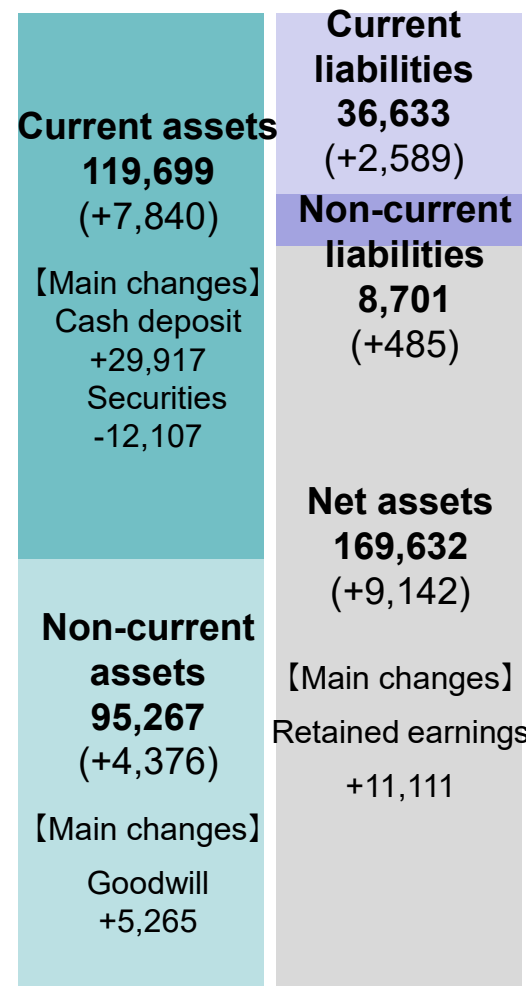 Current assets
119,699
(+7,840)
【Main changes】
Cash deposit
+29,917
Securities
-12,107
Non-current
assets
95,267
(+4,376)
【Main changes】
Goodwill
+5,265
Current
liabilities
36,633
(+2,589)
Non-current
liabilities
8,701
(+485)
Net assets
169,632
(+9,142)
【Main changes】
Retained earnings
+11,111